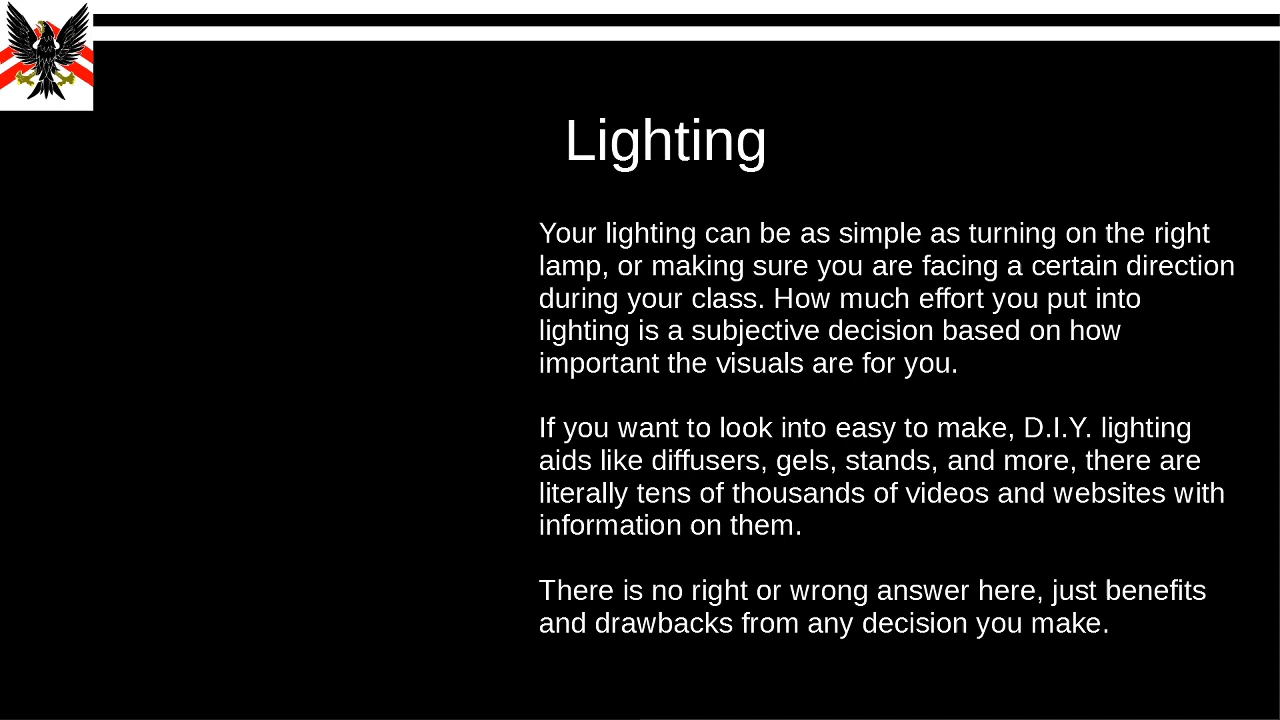 Lighting
Your lighting can be as simple as turning on the right
lamp, or making sure you are facing a certain direction
during your class. How much effort you put into
lighting is a subjective decision based on how
important the visuals are for you.
If you want to look into easy to make, D.I.Y. lighting
aids like diffusers, gels, stands, and more, there are
literally tens of thousands of videos and websites with
information on them.
There is no right or wrong answer here, just benefits
and drawbacks from any decision you make.